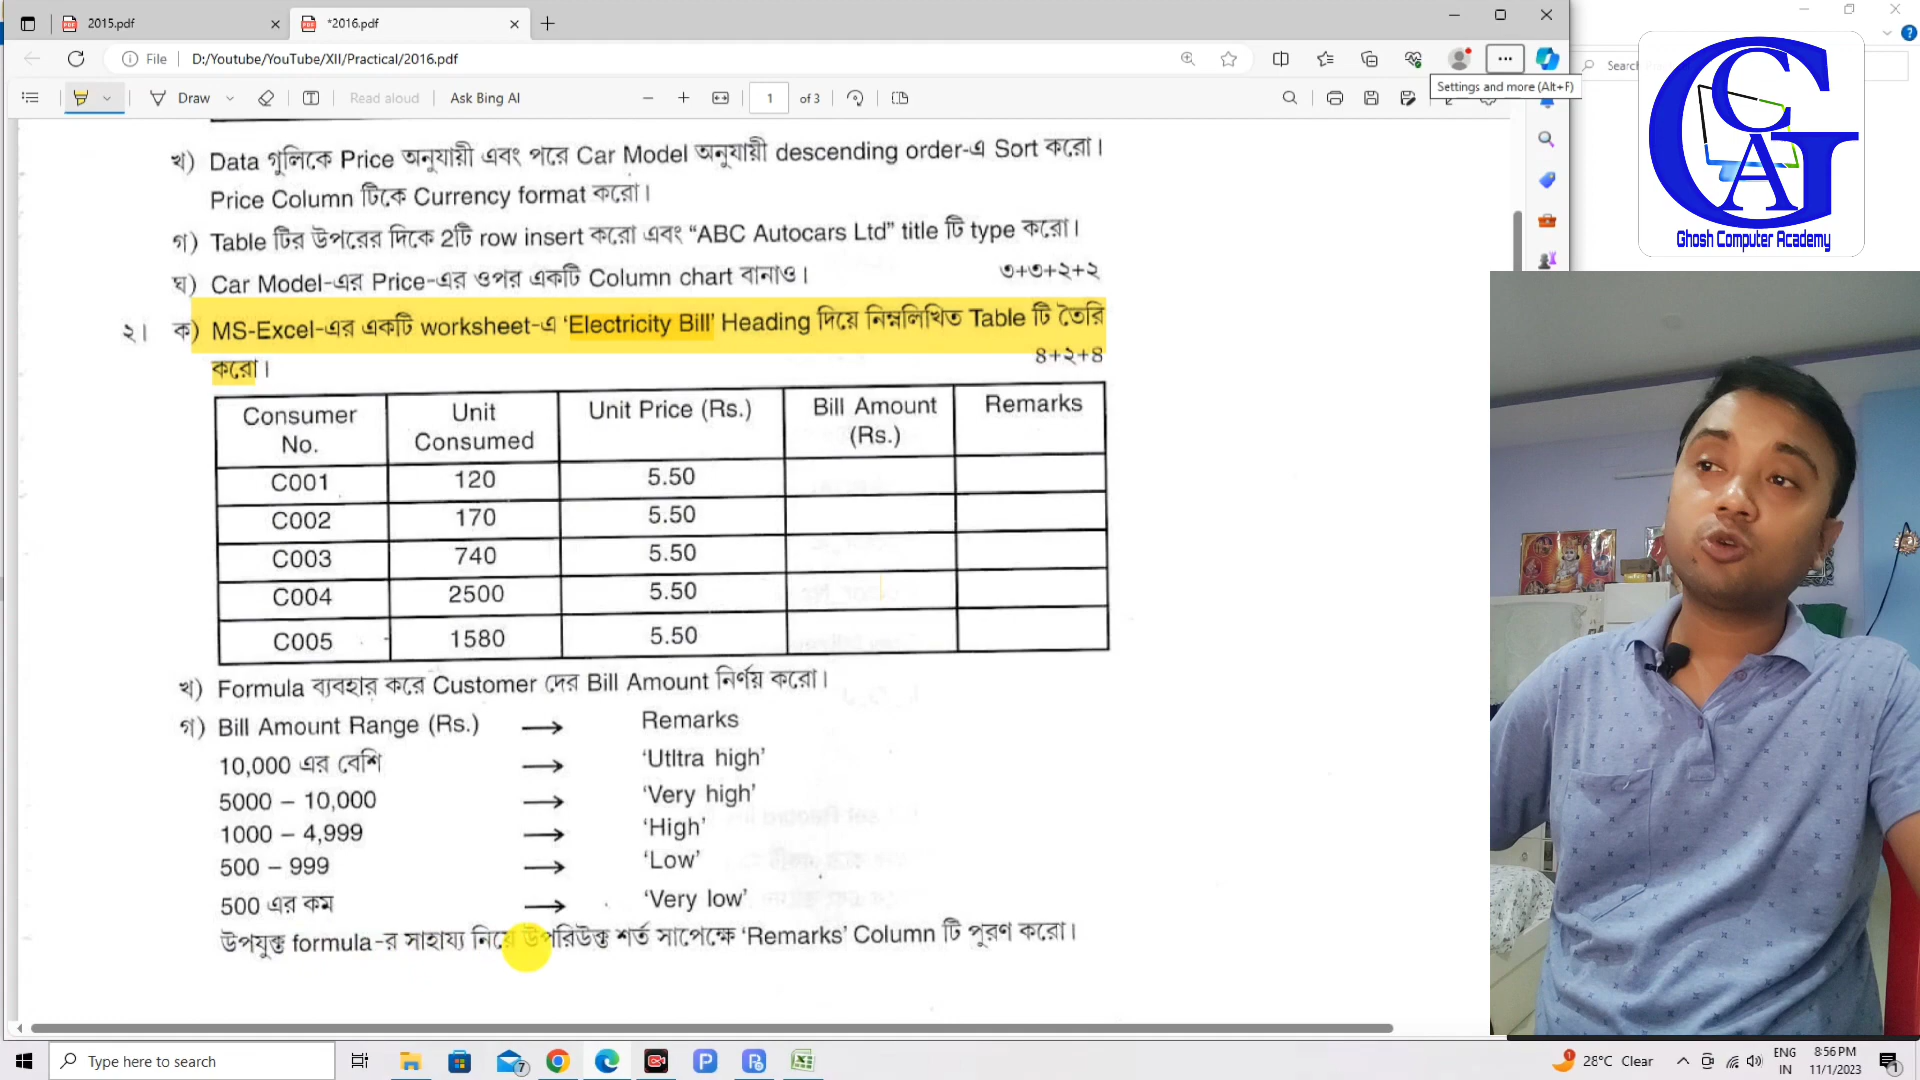 2015.pdf
*2016.pdf
File
D:/Youtube/YouTube/XII/Practical/2016.pdf
Search
Settings and more (Alt+F)
Draw
Read aloud
Ask Bing AI
1
of 3
GCA
Ghosh Computer Academy
খ) Data গুলিকে Price অনুযায়ী এবং পরে Car Model অনুযায়ী descending order-এ Sort করো।
Price Column টিকে Currency format করো।
গ) Table টির উপরের দিকে 2টি row insert করো এবং “ABC Autocars Ltd” title টি type করো।
ঘ) Car Model-এর Price-এর ওপর একটি Column chart বানাও। ৩+৩+২+২
২। ক) MS-Excel-এর একটি worksheet-এ ‘Electricity Bill’ Heading দিয়ে নিম্নলিখিত Table টি তৈরি
করো। ৪+২+৪
Consumer No. Unit Consumed Unit Price (Rs.) Bill Amount (Rs.) Remarks
C001 120 5.50
C002 170 5.50
C003 740 5.50
C004 2500 5.50
C005 1580 5.50
খ) Formula ব্যবহার করে Customer দের Bill Amount নির্ণয় করো।
গ) Bill Amount Range (Rs.) → Remarks
10,000 এর বেশি → ‘Utltra high’
5000 – 10,000 → ‘Very high’
1000 – 4,999 → ‘High’
500 – 999 → ‘Low’
500 এর কম → ‘Very low’
উপযুক্ত formula-র সাহায্য নিয়ে উপরিউক্ত শর্ত সাপেক্ষে ‘Remarks’ Column টি পুরণ করো।
Type here to search
7
28°C Clear
ENG
IN
8:56 PM
11/1/2023
1